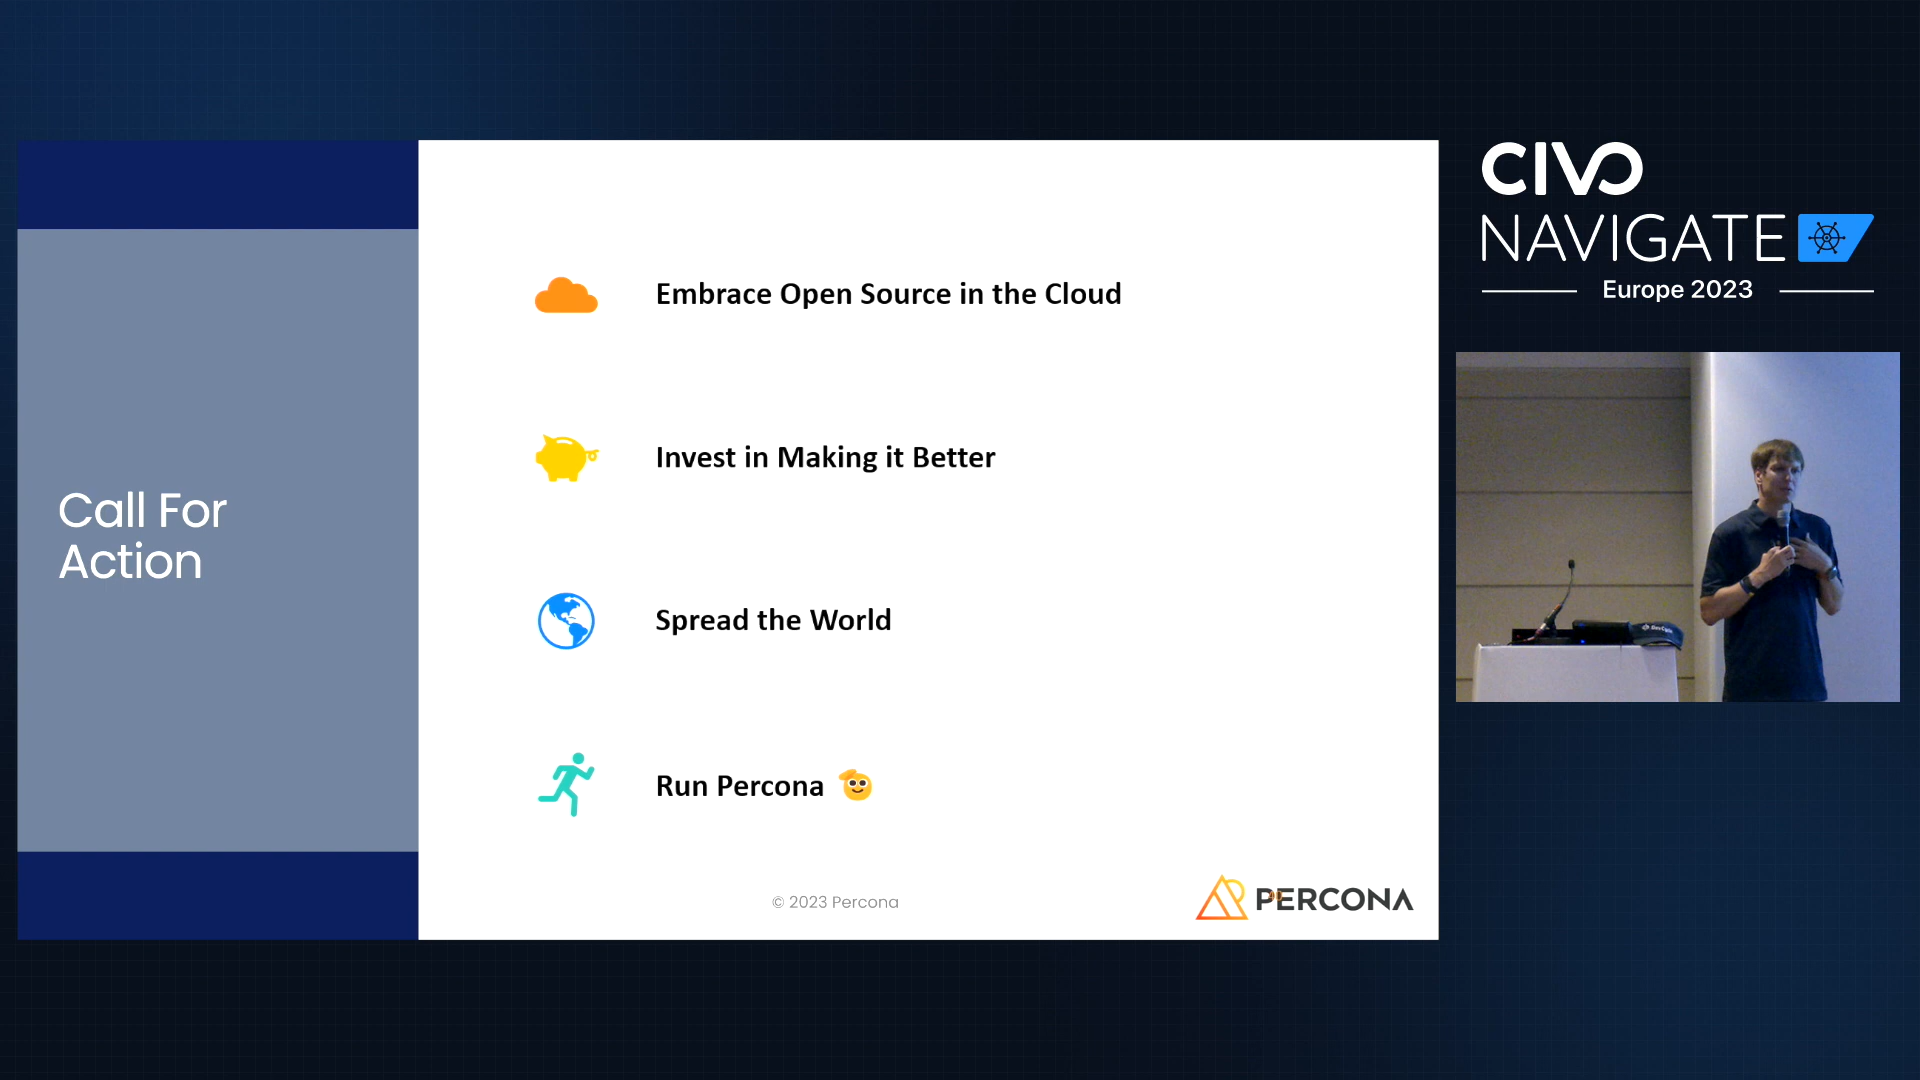 Call For
Action
Embrace Open Source in the Cloud
Invest in Making it Better
Spread the World
Run Percona
© 2023 Percona
PERCONA
CIVO
NAVIGATE
Europe 2023